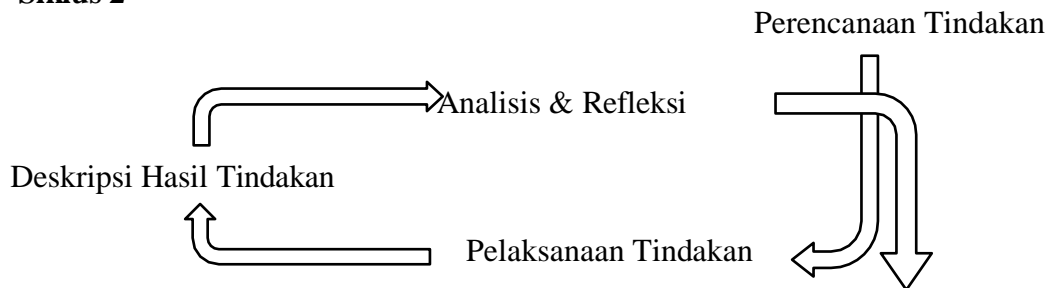 Siklus 2
Perencanaan Tindakan
Analisis & Refleksi
Deskripsi Hasil Tindakan
Pelaksanaan Tindakan